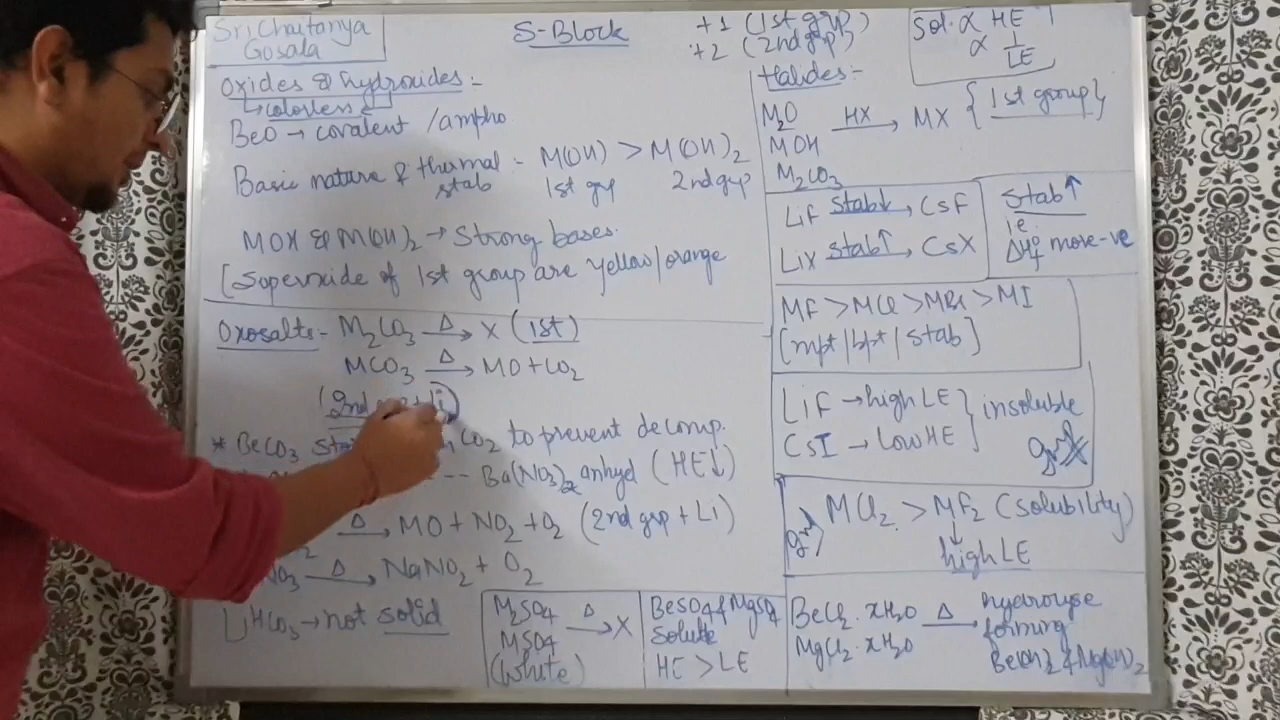 Sri Chaitanya
Gosala
S-Block
+1 (1st grp)
+2 (2nd grp)
Sol. ∝ HE
∝ 1/LE
Oxides & hydroxides :-
↳ colorless
BeO → covalent / ampho
Basic nature & thermal stab :- M(OH) > M(OH)2
1st grp 2nd grp
MOH & M(OH)2 → Strong bases.
[Superoxide of 1st group are yellow/orange
Oxosalts - M2CO3 —Δ→ X (1st)
MCO3 —Δ→ MO + CO2
(2nd + Li)
* BeCO3 CO2 to prevent decomp.
-- Ba(NO3)2 anhyd (HE↓)
—Δ→ MO + NO2 + O2 (2nd grp + Li)
NO3 —Δ→ NaNO2 + O2
LiHCO3 → not solid
M2SO4
MSO4 —Δ→ X
(white)
BeSO4 & MgSO4
Solute
HE > LE
Halides :-
M2O
MOH —HX→ MX {1st group}
M2CO3
LiF —stab↓→ CsF
LiX —stab↑→ CsX
Stab↑
ie.
ΔHf° more -ve
MF > MCl > MBr > MI
[mpt | bpt | stab]
LiF → high LE } insoluble
CsI → Low HE
gr1
gr2) MCl2 > MF2 (solubility)
↓
high LE
BeCl2·xH2O —Δ→ hydrolyse
MgCl2·xH2O forming
Be(OH)2 & Mg(OH)2